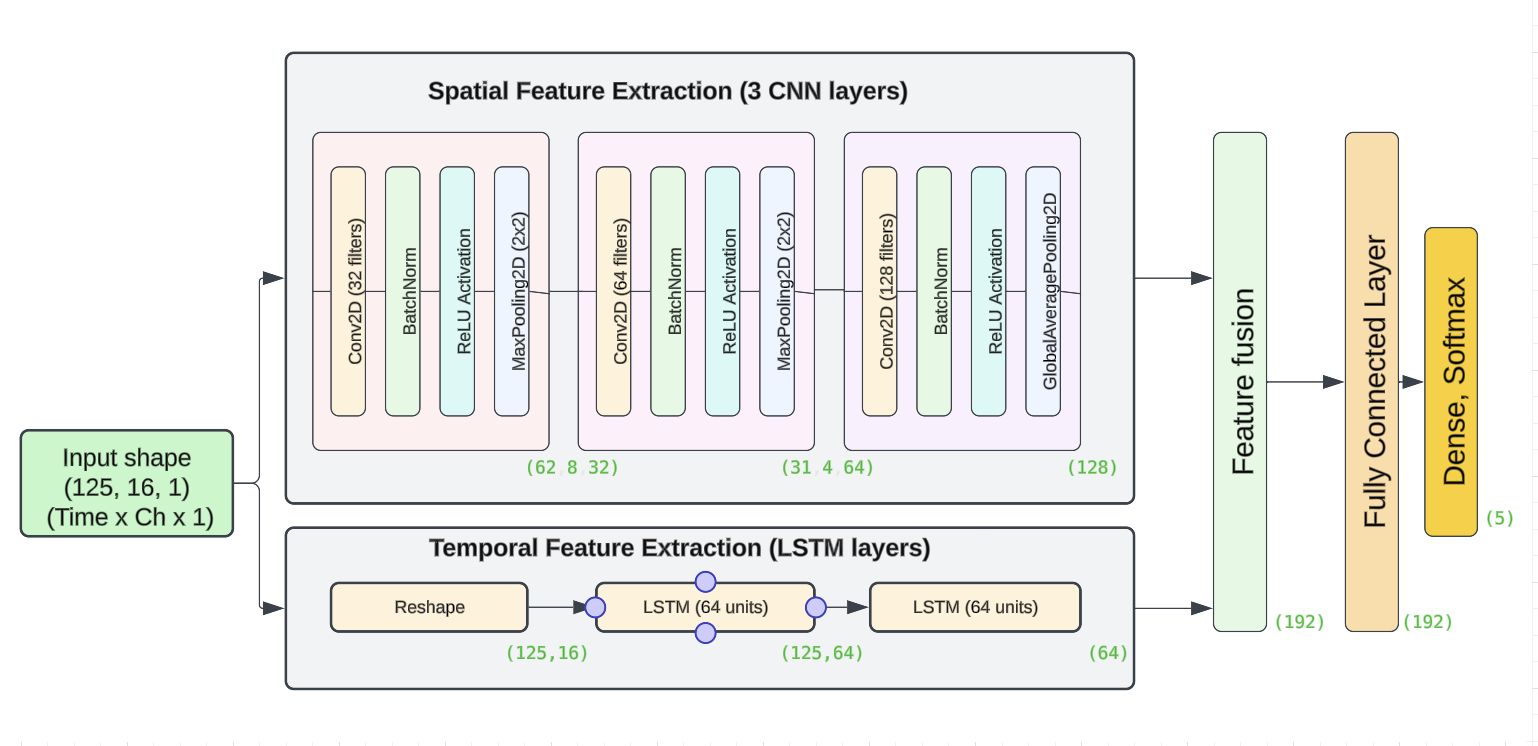 Spatial Feature Extraction (3 CNN layers)
Conv2D (32 filters)
BatchNorm
ReLU Activation
MaxPooling2D (2x2)
Conv2D (64 filters)
BatchNorm
ReLU Activation
MaxPooling2D (2x2)
Conv2D (128 filters)
BatchNorm
ReLU Activation
GlobalAveragePooling2D
(62,8,32)
(31,4,64)
(128)
Input shape
(125, 16, 1)
(Time x Ch x 1)
Temporal Feature Extraction (LSTM layers)
Reshape
LSTM (64 units)
LSTM (64 units)
(125,16)
(125,64)
(64)
Feature fusion
(192)
Fully Connected Layer
(192)
Dense, Softmax
(5)